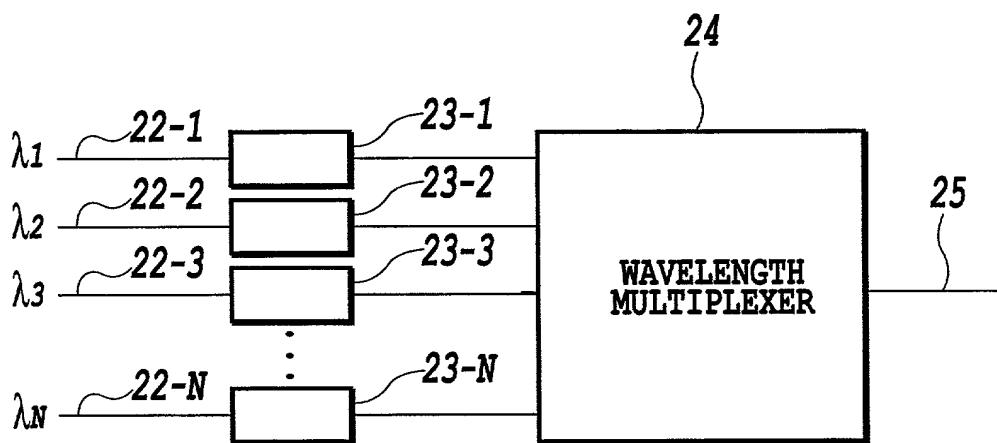 24
λ1 22-1 23-1
λ2 22-2 23-2 25
λ3 22-3 23-3
WAVELENGTH
MULTIPLEXER
λN 22-N 23-N